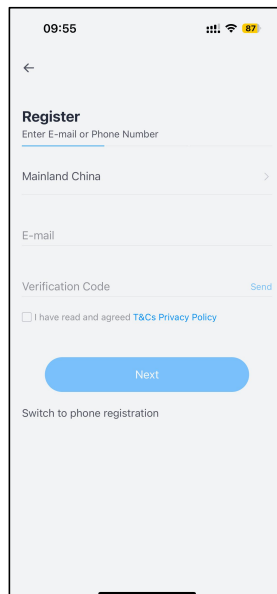 09:55
87
Register
Enter E-mail or Phone Number
Mainland China
E-mail
Verification Code Send
I have read and agreed T&Cs Privacy Policy
Next
Switch to phone registration